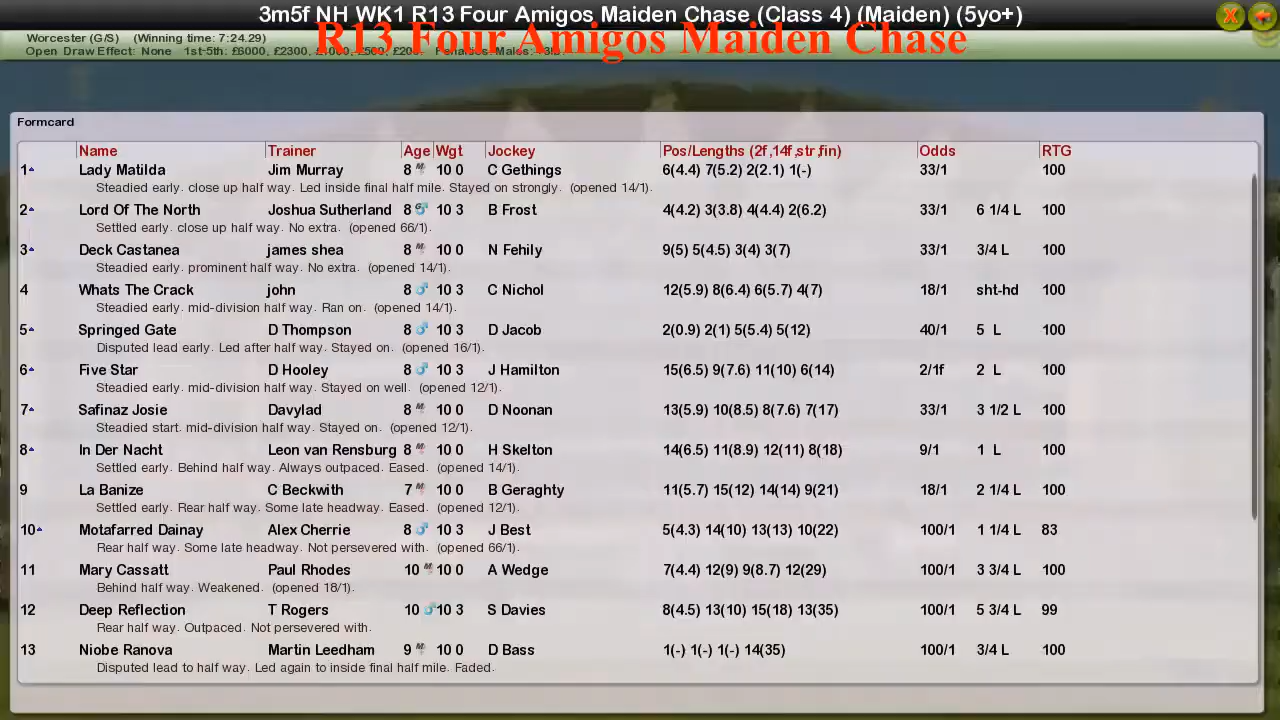 3m5f NH WK1 R13 Four Amigos Maiden Chase (Class 4) (Maiden) (5yo+)
R13 Four Amigos Maiden Chase
Worcester (G/S) (Winning time: 7:24.29)
Open Draw Effect: None 1st-5th: £6000, £2300, £1000, £500, £200. Penalties: Males: +3lb.
Formcard
Name Trainer Age Wgt Jockey Pos/Lengths (2f,14f,str,fin) Odds RTG
1 Lady Matilda Jim Murray 8 10 0 C Gethings 6(4.4) 7(5.2) 2(2.1) 1(-) 33/1 100
Steadied early. close up half way. Led inside final half mile. Stayed on strongly. (opened 14/1).
2 Lord Of The North Joshua Sutherland 8 10 3 B Frost 4(4.2) 3(3.8) 4(4.4) 2(6.2) 33/1 6 1/4 L 100
Settled early. close up half way. No extra. (opened 66/1).
3 Deck Castanea james shea 8 10 0 N Fehily 9(5) 5(4.5) 3(4) 3(7) 33/1 3/4 L 100
Steadied early. prominent half way. No extra. (opened 14/1).
4 Whats The Crack john 8 10 3 C Nichol 12(5.9) 8(6.4) 6(5.7) 4(7) 18/1 sht-hd 100
Steadied early. mid-division half way. Ran on. (opened 14/1).
5 Springed Gate D Thompson 8 10 3 D Jacob 2(0.9) 2(1) 5(5.4) 5(12) 40/1 5 L 100
Disputed lead early. Led after half way. Stayed on. (opened 16/1).
6 Five Star D Hooley 8 10 3 J Hamilton 15(6.5) 9(7.6) 11(10) 6(14) 2/1f 2 L 100
Steadied early. mid-division half way. Stayed on well. (opened 12/1).
7 Safinaz Josie Davylad 8 10 0 D Noonan 13(5.9) 10(8.5) 8(7.6) 7(17) 33/1 3 1/2 L 100
Steadied start. mid-division half way. Stayed on. (opened 12/1).
8 In Der Nacht Leon van Rensburg 8 10 0 H Skelton 14(6.5) 11(8.9) 12(11) 8(18) 9/1 1 L 100
Settled early. Behind half way. Always outpaced. Eased. (opened 14/1).
9 La Banize C Beckwith 7 10 0 B Geraghty 11(5.7) 15(12) 14(14) 9(21) 18/1 2 1/4 L 100
Settled early. Rear half way. Some late headway. Eased. (opened 12/1).
10 Motafarred Dainay Alex Cherrie 8 10 3 J Best 5(4.3) 14(10) 13(13) 10(22) 100/1 1 1/4 L 83
Rear half way. Some late headway. Not persevered with. (opened 66/1).
11 Mary Cassatt Paul Rhodes 10 10 0 A Wedge 7(4.4) 12(9) 9(8.7) 12(29) 100/1 3 3/4 L 100
Behind half way. Weakened. (opened 18/1).
12 Deep Reflection T Rogers 10 10 3 S Davies 8(4.5) 13(10) 15(18) 13(35) 100/1 5 3/4 L 99
Rear half way. Outpaced. Not persevered with.
13 Niobe Ranova Martin Leedham 9 10 0 D Bass 1(-) 1(-) 1(-) 14(35) 100/1 3/4 L 100
Disputed lead to half way. Led again to inside final half mile. Faded.